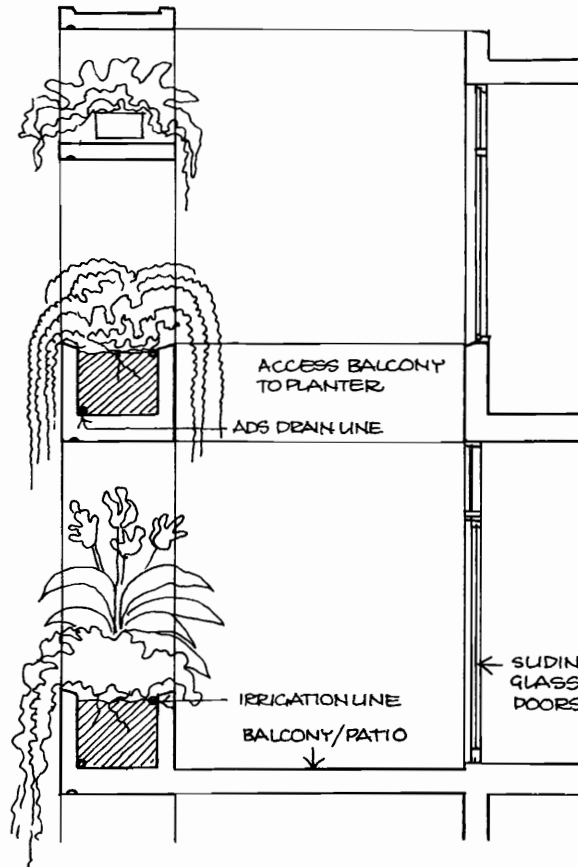 ACCESS BALCONY
TO PLANTER
ADS DRAIN LINE
SLIDIN
GLASS
DOORS
IRRIGATION LINE
BALCONY/PATIO